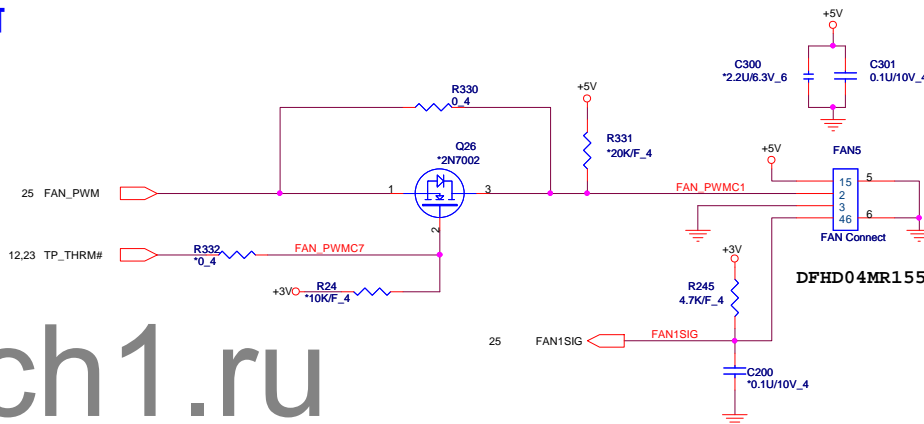 +5V
C300
*2.2U/6.3V_6
C301
0.1U/10V_4
R330
0_4
+5V
R331
*20K/F_4
Q26
*2N7002
+5V
FAN5
25 FAN_PWM
1
3
2
FAN_PWMC1
15
2
3
46
5
6
FAN Connect
DFHD04MR155
12,23 TP_THRM#
R332
*0_4
FAN_PWMC7
+3V
R24
*10K/F_4
+3V
R245
4.7K/F_4
25 FAN1SIG
FAN1SIG
C200
*0.1U/10V_4
ch1.ru